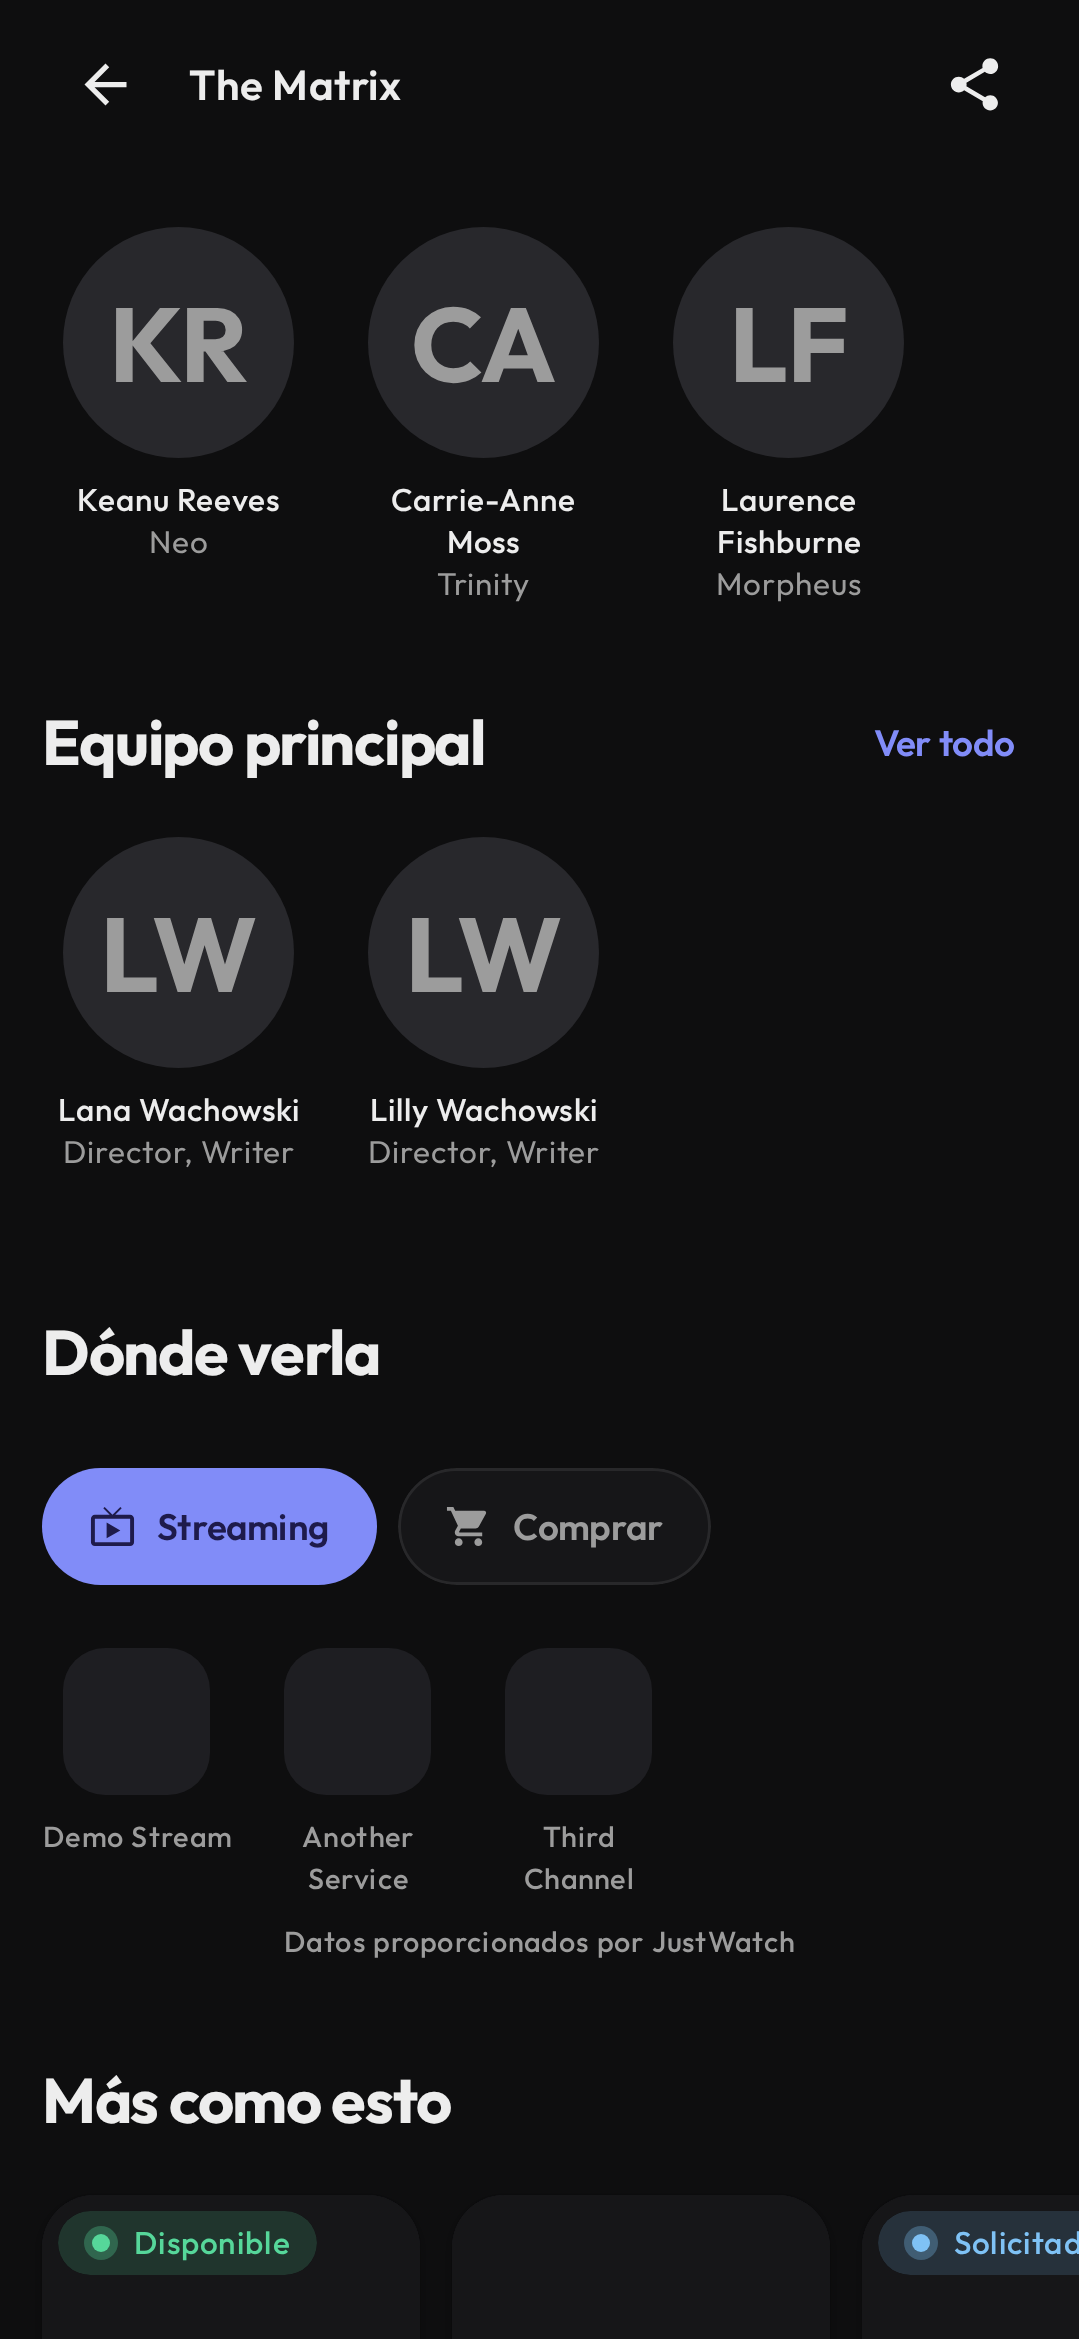 The Matrix
KR
CA
LF
Keanu Reeves
Neo
Carrie-Anne
Moss
Trinity
Laurence
Fishburne
Morpheus
Equipo principal
Ver todo
LW
LW
Lana Wachowski
Director, Writer
Lilly Wachowski
Director, Writer
Dónde verla
Streaming
Comprar
Demo Stream
Another
Service
Third
Channel
Datos proporcionados por JustWatch
Más como esto
Disponible
Solicitad